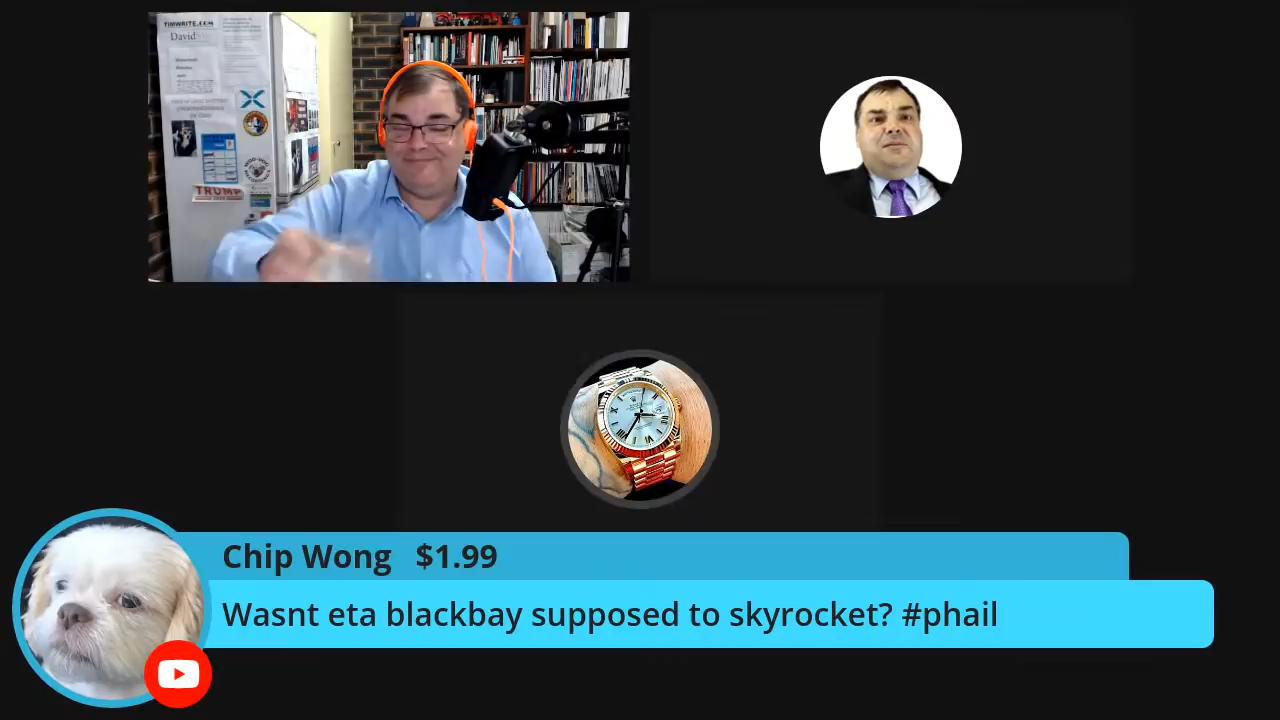 TIMWRITE.COM
David
TRUMP
Chip Wong $1.99
Wasnt eta blackbay supposed to skyrocket? #phail